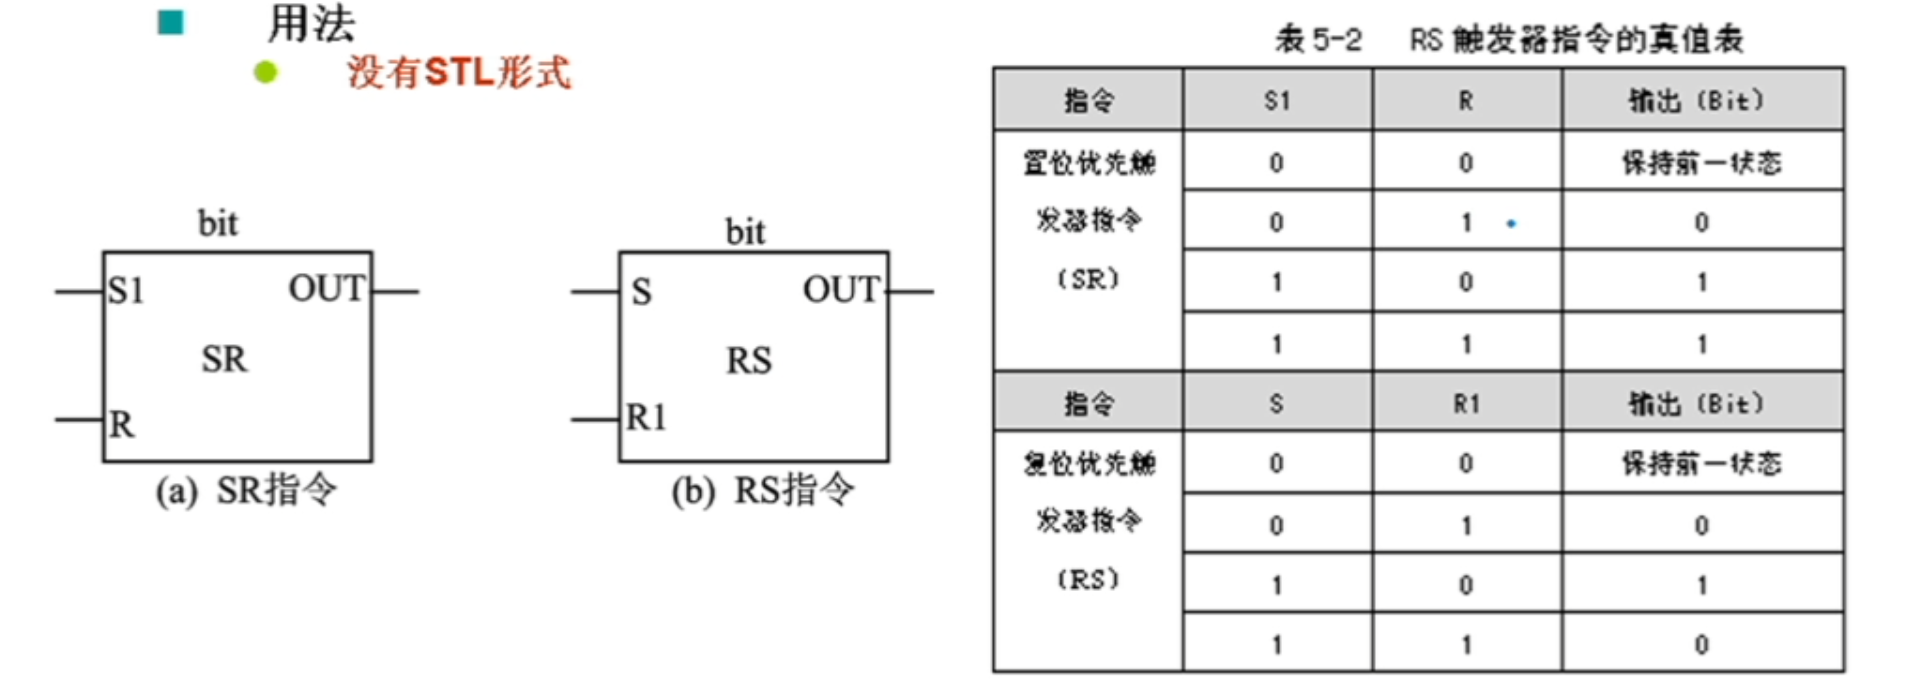 用法
没有STL形式
bit
S1 OUT
SR
R
(a) SR指令
bit
S OUT
RS
R1
(b) RS指令
表5-2 RS触发器指令的真值表
指令 S1 R 输出（Bit）
置位优先触发器指令（SR） 0 0 保持前一状态
0 1 0
1 0 1
1 1 1
指令 S R1 输出（Bit）
复位优先触发器指令（RS） 0 0 保持前一状态
0 1 0
1 0 1
1 1 0